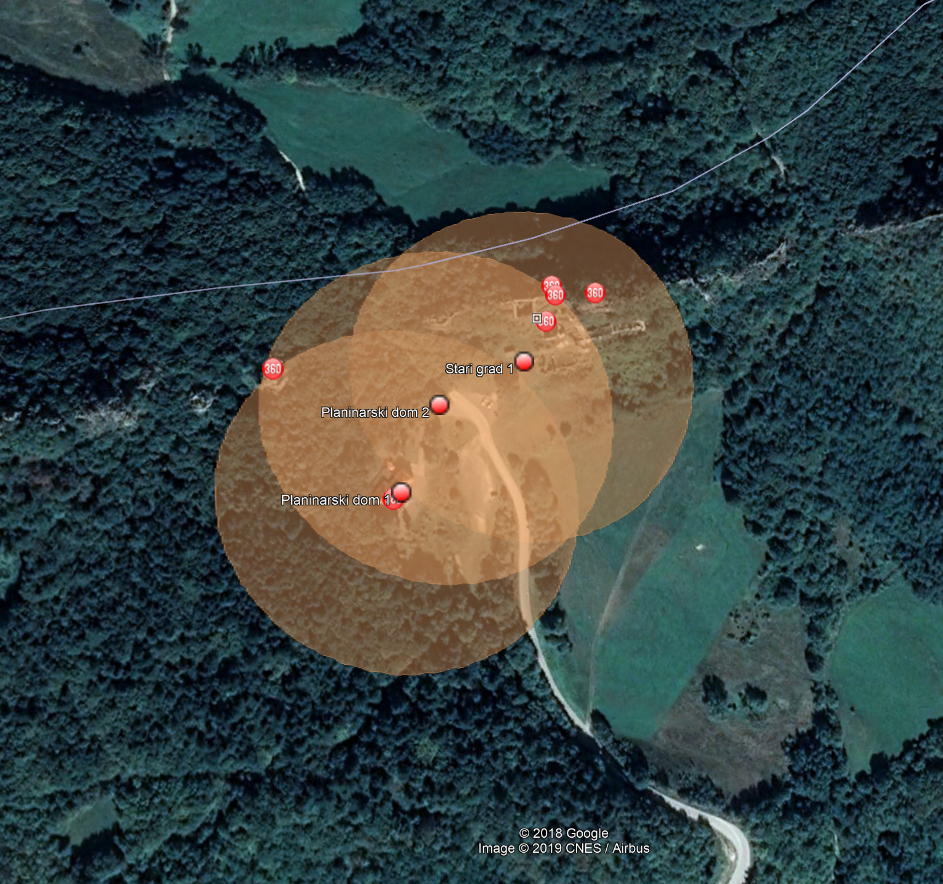 360
360
360
360
360
Stari grad 1
Planinarski dom 2
Planinarski dom 1
© 2018 Google
Image © 2019 CNES / Airbus